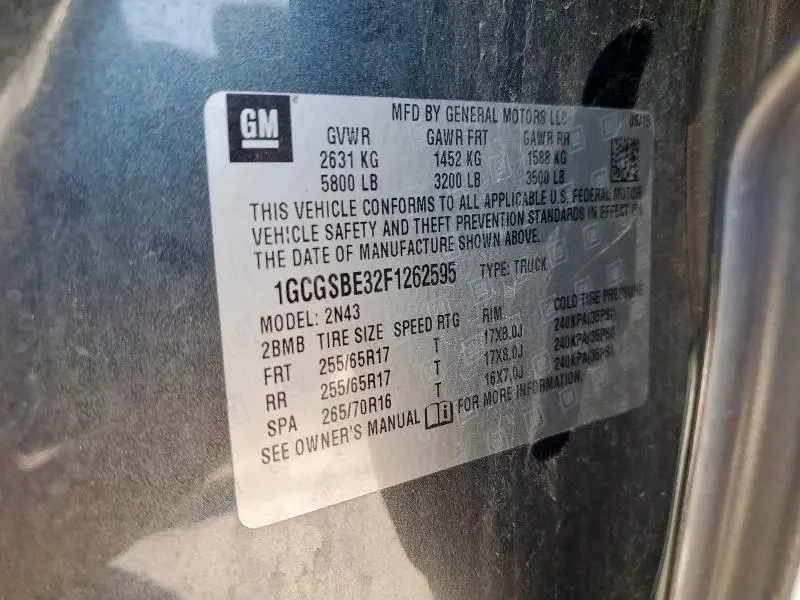 GM
MFD BY GENERAL MOTORS LLC 05/15
GVWR GAWR FRT GAWR RR
2631 KG 1452 KG 1588 KG
5800 LB 3200 LB 3500 LB
THIS VEHICLE CONFORMS TO ALL APPLICABLE U.S. FEDERAL MOTOR
VEHICLE SAFETY AND THEFT PREVENTION STANDARDS IN EFFECT ON
THE DATE OF MANUFACTURE SHOWN ABOVE.
1GCGSBE32F1262595 TYPE: TRUCK
MODEL: 2N43
2BMB TIRE SIZE SPEED RTG RIM COLD TIRE PRESSURE
FRT 255/65R17 T 17X8.0J 240KPA(35PSI)
RR 255/65R17 T 17X8.0J 240KPA(35PSI)
SPA 265/70R16 T 16X7.0J 240KPA(35PSI)
SEE OWNER'S MANUAL FOR MORE INFORMATION.